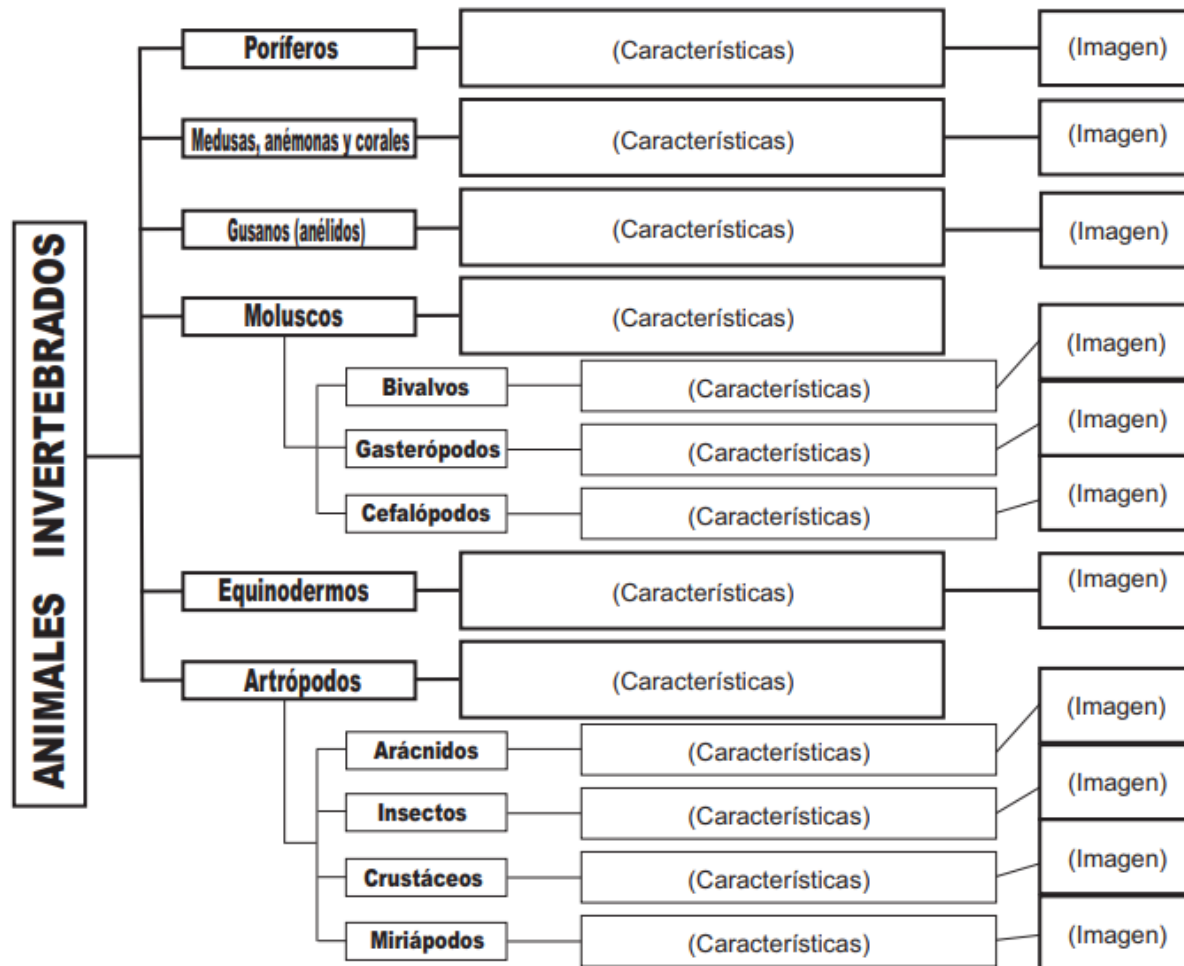 ANIMALES INVERTEBRADOS
Poríferos
(Características)
(Imagen)
Medusas, anémonas y corales
(Características)
(Imagen)
Gusanos (anélidos)
(Características)
(Imagen)
Moluscos
(Características)
Bivalvos
(Características)
(Imagen)
Gasterópodos
(Características)
(Imagen)
Cefalópodos
(Características)
(Imagen)
Equinodermos
(Características)
(Imagen)
Artrópodos
(Características)
Arácnidos
(Características)
(Imagen)
Insectos
(Características)
(Imagen)
Crustáceos
(Características)
(Imagen)
Miriápodos
(Características)
(Imagen)